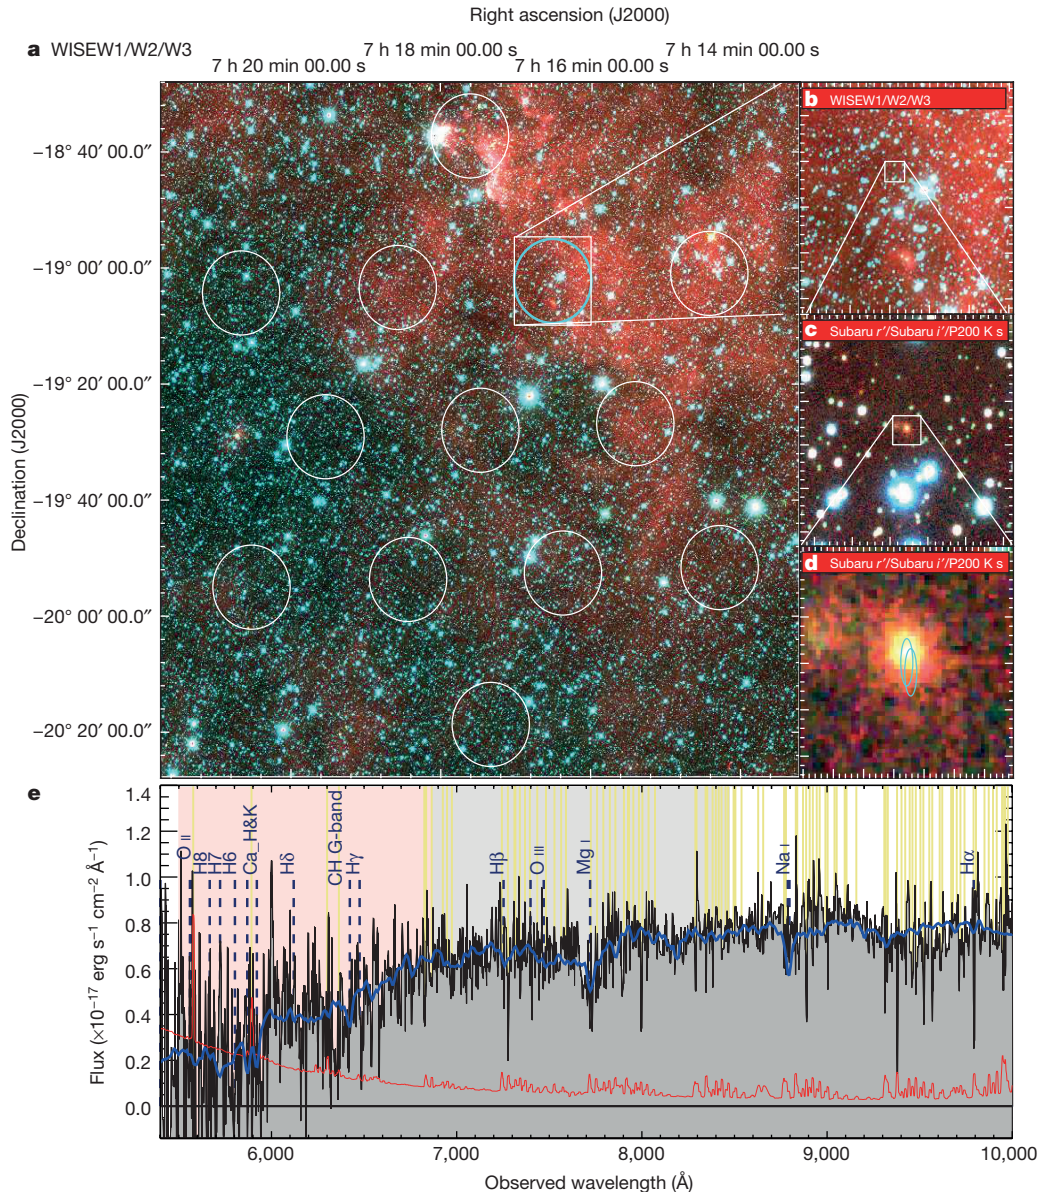 Right ascension (J2000)
a WISEW1/W2/W3
7 h 18 min 00.00 s
7 h 14 min 00.00 s
7 h 20 min 00.00 s
7 h 16 min 00.00 s
Declination (J2000)
−18° 40′ 00.0″
−19° 00′ 00.0″
−19° 20′ 00.0″
−19° 40′ 00.0″
−20° 00′ 00.0″
−20° 20′ 00.0″
b WISEW1/W2/W3
c Subaru r′/Subaru i′/P200 K s
d Subaru r′/Subaru i′/P200 K s
e
Flux (×10⁻¹⁷ erg s⁻¹ cm⁻² Å⁻¹)
1.4
1.2
1.0
0.8
0.6
0.4
0.2
0.0
O II
H8
H7
H6
Ca_H&K
Hδ
CH G-band
Hγ
Hβ
O III
Mg I
Na I
Hα
6,000
7,000
8,000
9,000
10,000
Observed wavelength (Å)